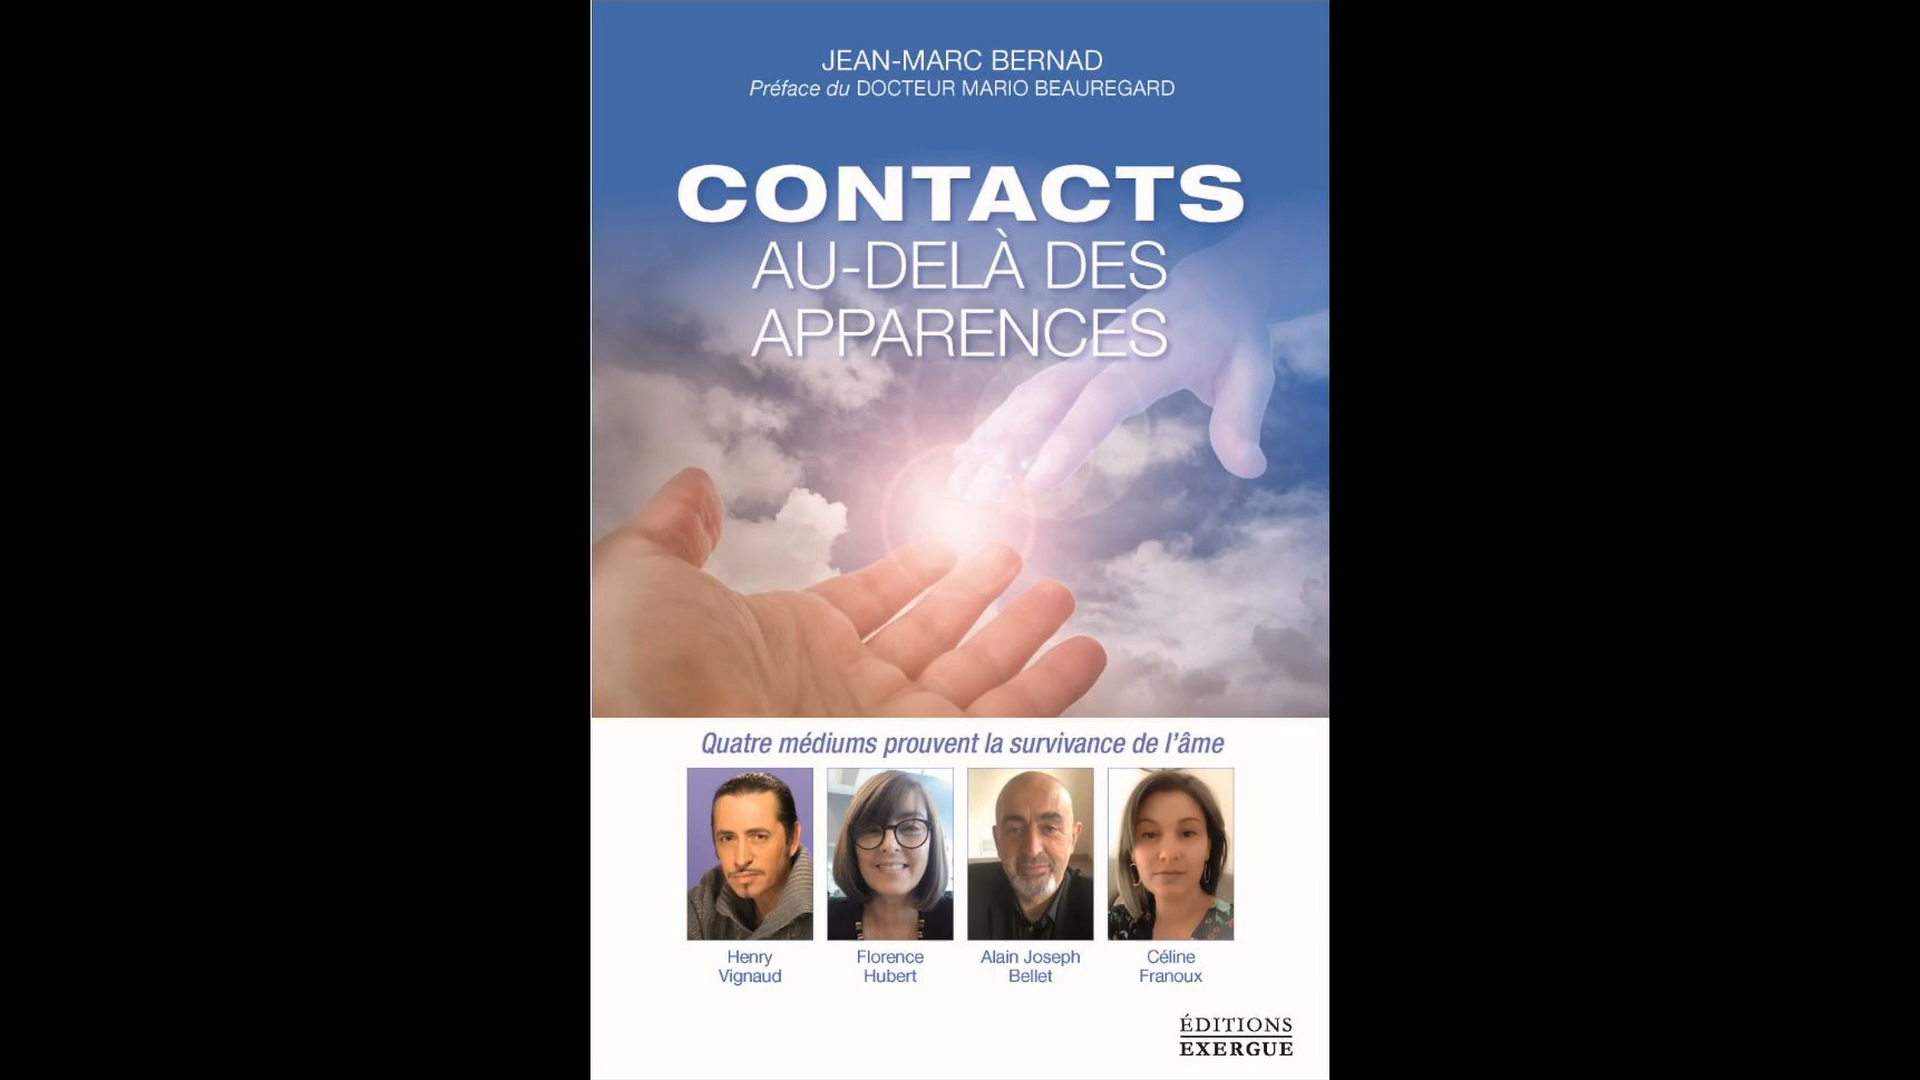 JEAN-MARC BERNAD
Préface du DOCTEUR MARIO BEAUREGARD
CONTACTS
AU-DELÀ DES
APPARENCES
Quatre médiums prouvent la survivance de l'âme
Henry
Vignaud
Florence
Hubert
Alain Joseph
Bellet
Céline
Franoux
ÉDITIONS
EXERGUE